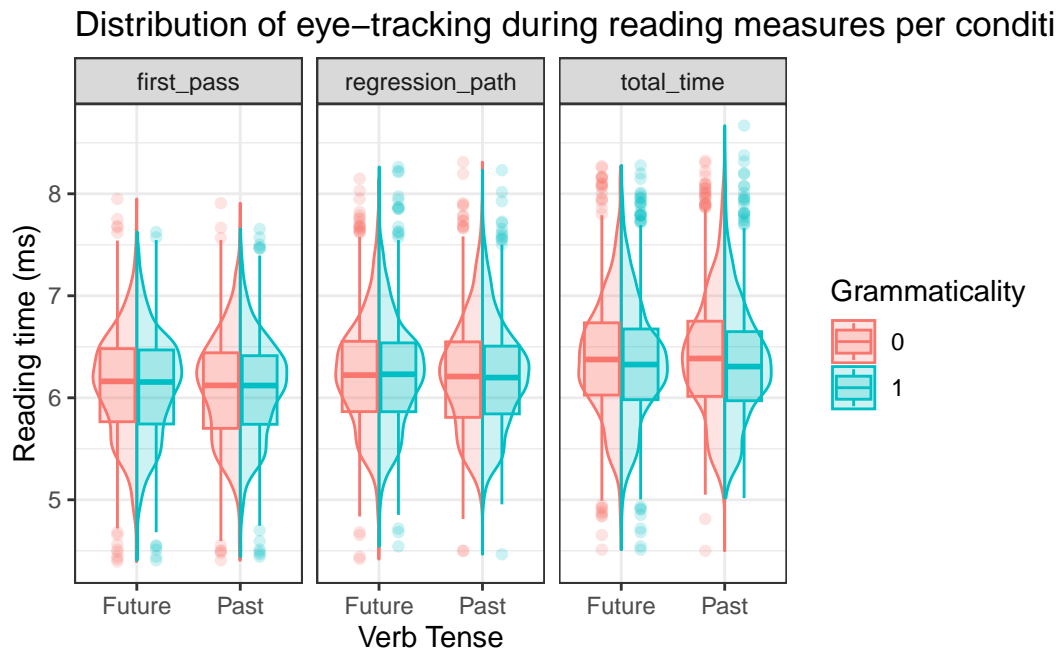 Distribution of eye−tracking during reading measures per conditi
first_pass
regression_path
total_time
Reading time (ms)
8
7
6
5
Future
Past
Future
Past
Future
Past
Verb Tense
Grammaticality
0
1